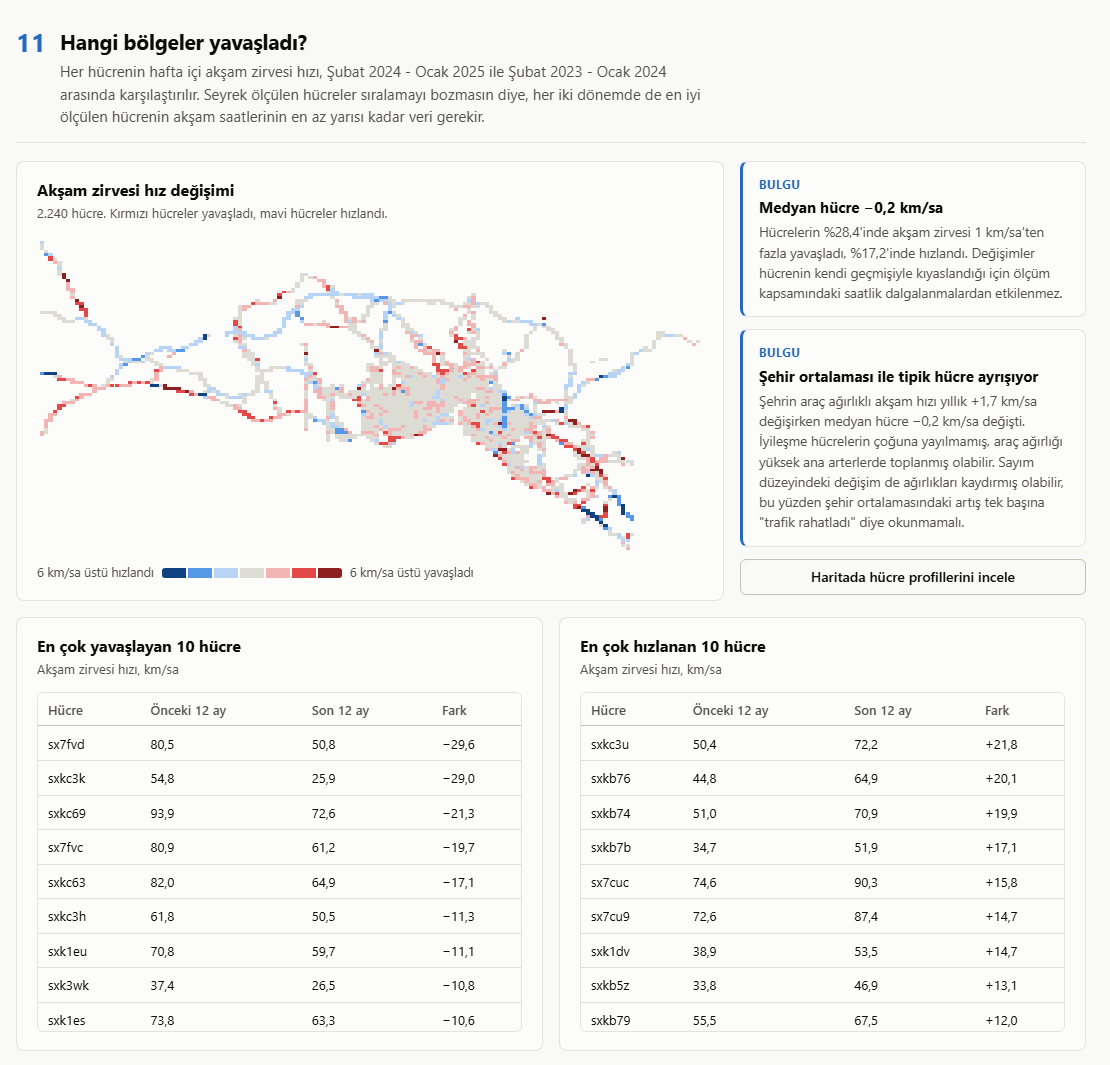 11 Hangi bölgeler yavaşladı?
Her hücrenin hafta içi akşam zirvesi hızı, Şubat 2024 - Ocak 2025 ile Şubat 2023 - Ocak 2024
arasında karşılaştırılır. Seyrek ölçülen hücreler sıralamayı bozmasın diye, her iki dönemde de en iyi
ölçülen hücrenin akşam saatlerinin en az yarısı kadar veri gerekir.
Akşam zirvesi hız değişimi
2.240 hücre. Kırmızı hücreler yavaşladı, mavi hücreler hızlandı.
6 km/sa üstü hızlandı
6 km/sa üstü yavaşladı
BULGU
Medyan hücre −0,2 km/sa
Hücrelerin %28,4'inde akşam zirvesi 1 km/sa'ten
fazla yavaşladı, %17,2'inde hızlandı. Değişimler
hücrenin kendi geçmişiyle kıyaslandığı için ölçüm
kapsamındaki saatlik dalgalanmalardan etkilenmez.
BULGU
Şehir ortalaması ile tipik hücre ayrışıyor
Şehrin araç ağırlıklı akşam hızı yıllık +1,7 km/sa
değişirken medyan hücre −0,2 km/sa değişti.
İyileşme hücrelerin çoğuna yayılmamış, araç ağırlığı
yüksek ana arterlerde toplanmış olabilir. Sayım
düzeyindeki değişim de ağırlıkları kaydırmış olabilir,
bu yüzden şehir ortalamasındaki artış tek başına
"trafik rahatladı" diye okunmamalı.
Haritada hücre profillerini incele
En çok yavaşlayan 10 hücre
Akşam zirvesi hızı, km/sa
Hücre Önceki 12 ay Son 12 ay Fark
sx7fvd 80,5 50,8 −29,6
sxkc3k 54,8 25,9 −29,0
sxkc69 93,9 72,6 −21,3
sx7fvc 80,9 61,2 −19,7
sxkc63 82,0 64,9 −17,1
sxkc3h 61,8 50,5 −11,3
sxk1eu 70,8 59,7 −11,1
sxk3wk 37,4 26,5 −10,8
sxk1es 73,8 63,3 −10,6
En çok hızlanan 10 hücre
Akşam zirvesi hızı, km/sa
Hücre Önceki 12 ay Son 12 ay Fark
sxkc3u 50,4 72,2 +21,8
sxkb76 44,8 64,9 +20,1
sxkb74 51,0 70,9 +19,9
sxkb7b 34,7 51,9 +17,1
sx7cuc 74,6 90,3 +15,8
sx7cu9 72,6 87,4 +14,7
sxk1dv 38,9 53,5 +14,7
sxkb5z 33,8 46,9 +13,1
sxkb79 55,5 67,5 +12,0